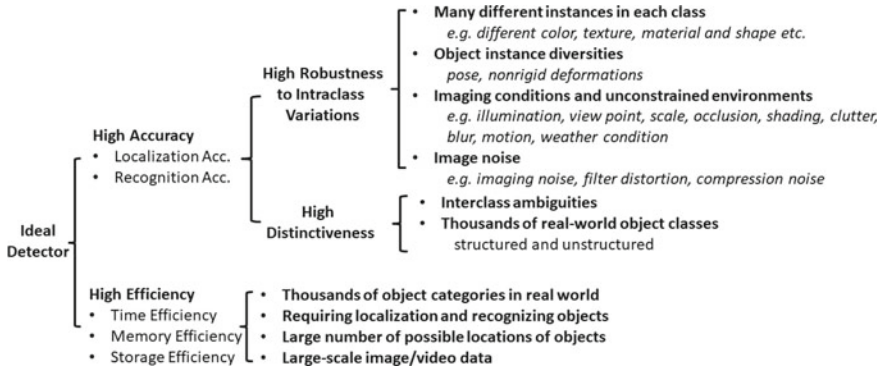 Ideal
Detector
High Accuracy
• Localization Acc.
• Recognition Acc.
High Robustness
to Intraclass
Variations
• Many different instances in each class
e.g. different color, texture, material and shape etc.
• Object instance diversities
pose, nonrigid deformations
• Imaging conditions and unconstrained environments
e.g. illumination, view point, scale, occlusion, shading, clutter,
blur, motion, weather condition
• Image noise
e.g. imaging noise, filter distortion, compression noise
High
Distinctiveness
• Interclass ambiguities
• Thousands of real-world object classes
structured and unstructured
High Efficiency
• Time Efficiency
• Memory Efficiency
• Storage Efficiency
• Thousands of object categories in real world
• Requiring localization and recognizing objects
• Large number of possible locations of objects
• Large-scale image/video data